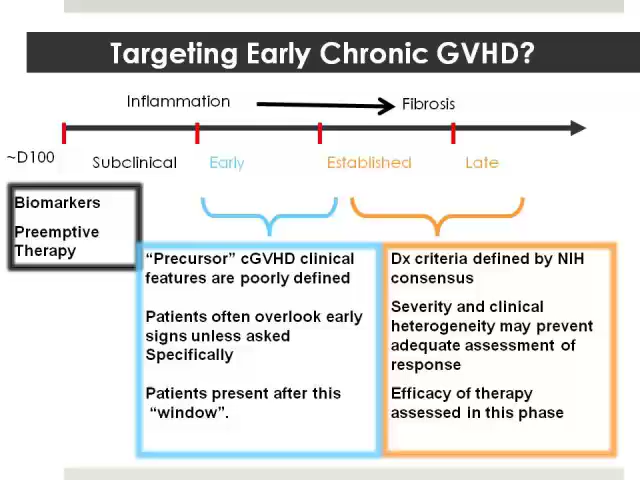 Targeting Early Chronic GVHD?
Inflammation
Fibrosis
~D100
Subclinical
Early
Established
Late
Biomarkers
Preemptive
Therapy
“Precursor” cGVHD clinical
features are poorly defined
Patients often overlook early
signs unless asked
Specifically
Patients present after this
“window”.
Dx criteria defined by NIH
consensus
Severity and clinical
heterogeneity may prevent
adequate assessment of
response
Efficacy of therapy
assessed in this phase